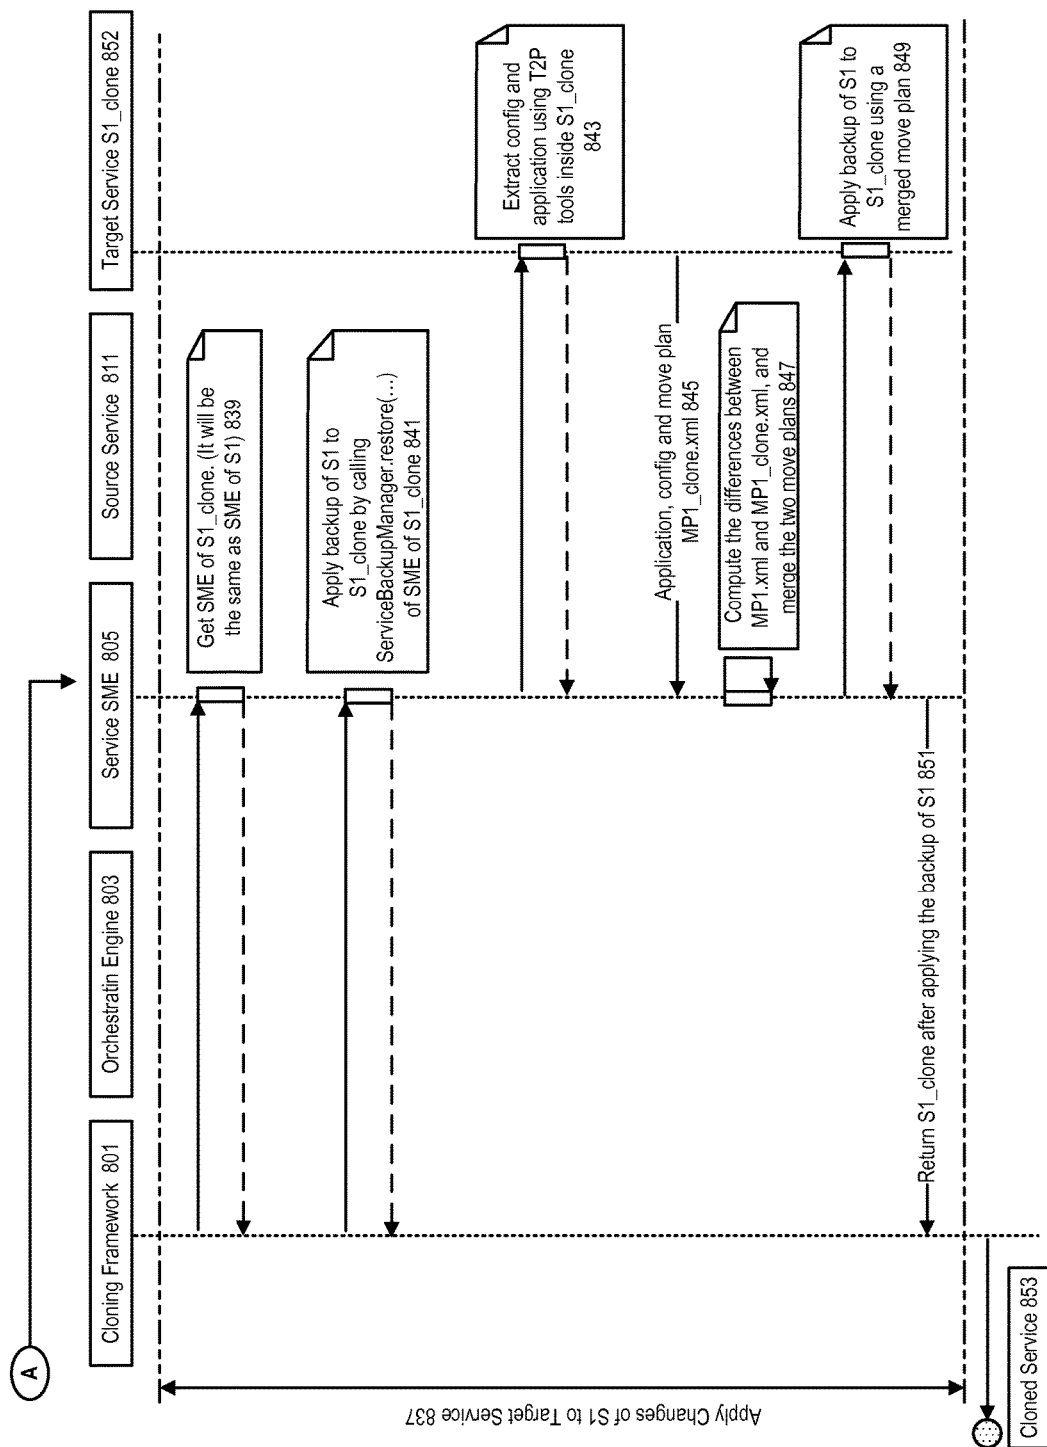 A
Cloning Framework 801
Orchestratin Engine 803
Service SME 805
Source Service 811
Target Service S1_clone 852
Get SME of S1_clone. (It will be
the same as SME of S1) 839
Apply backup of S1 to
S1_clone by calling
ServiceBackupManager.restore(...)
of SME of S1_clone 841
Extract config and
application using T2P
tools inside S1_clone
843
Application, config and move plan
MP1_clone.xml 845
Compute the differences between
MP1.xml and MP1_clone.xml, and
merge the two move plans 847
Apply backup of S1 to
S1_clone using a
merged move plan 849
Return S1_clone after applying the backup of S1 851
Apply Changes of S1 to Target Service 837
Cloned Service 853